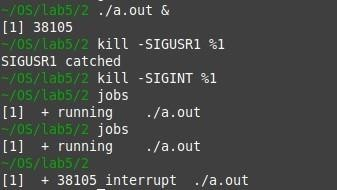 ~/OS/lab5/2 ./a.out &
[1] 38105
~/OS/lab5/2 kill -SIGUSR1 %1
SIGUSR1 catched
~/OS/lab5/2 kill -SIGINT %1
~/OS/lab5/2 jobs
[1]  + running    ./a.out
~/OS/lab5/2 jobs
[1]  + running    ./a.out
~/OS/lab5/2
[1]  + 38105 interrupt  ./a.out